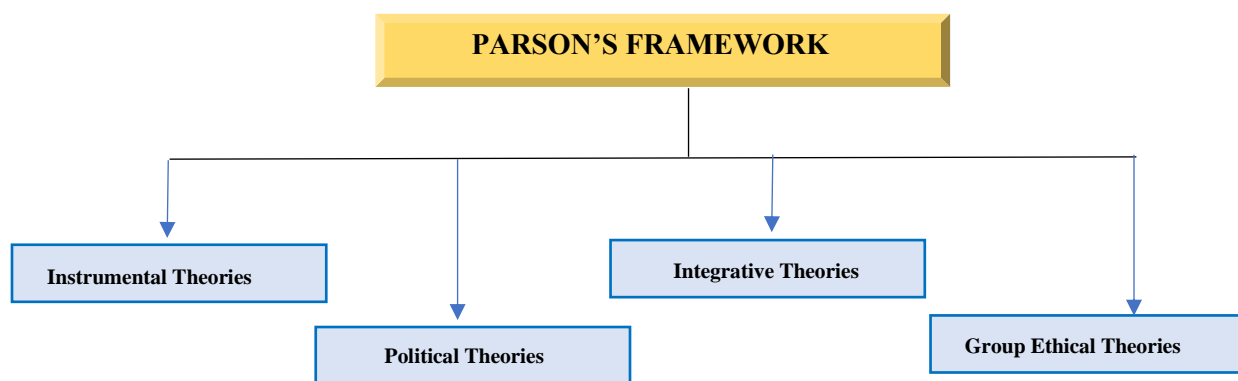 PARSON’S FRAMEWORK
Instrumental Theories
Political Theories
Integrative Theories
Group Ethical Theories